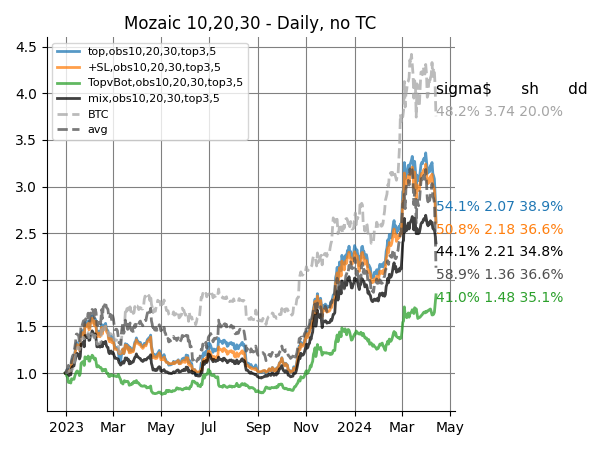 Mozaic 10,20,30 - Daily, no TC
4.5
4.0
3.5
3.0
2.5
2.0
1.5
1.0
top,obs10,20,30,top3,5
+SL,obs10,20,30,top3,5
TopvBot,obs10,20,30,top3,5
mix,obs10,20,30,top3,5
BTC
avg
sigma$ sh dd
48.2% 3.74 20.0%
54.1% 2.07 38.9%
50.8% 2.18 36.6%
44.1% 2.21 34.8%
58.9% 1.36 36.6%
41.0% 1.48 35.1%
2023 Mar May Jul Sep Nov 2024 Mar May